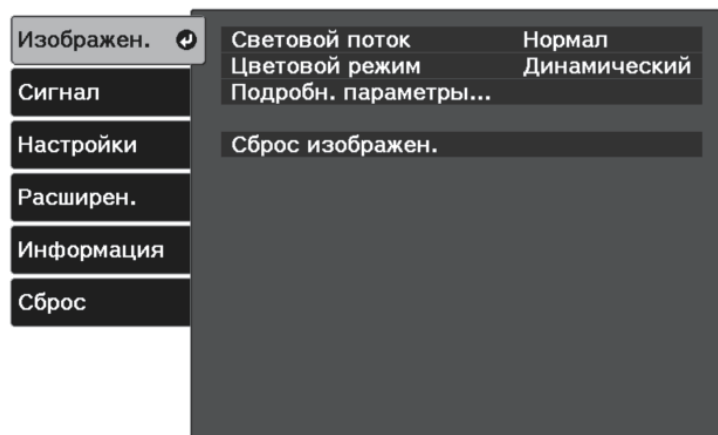 Изображен.
Сигнал
Настройки
Расширен.
Информация
Сброс
Световой поток Нормал
Цветовой режим Динамический
Подробн. параметры...
Сброс изображен.